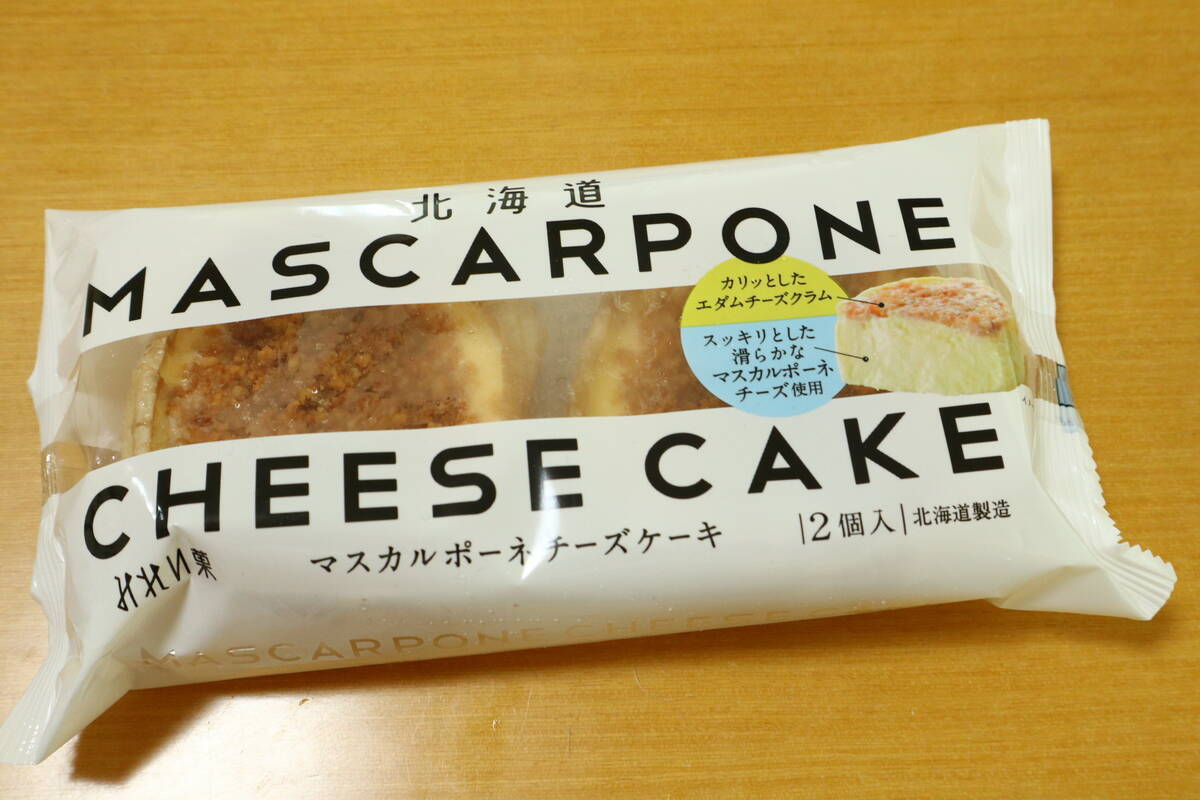 北海道
MASCARPONE
カリッとした
エダムチーズクラム
スッキリとした
滑らかな
マスカルポーネ
チーズ使用
CHEESE CAKE
マスカルポーネチーズケーキ
2個入
北海道製造
MASCARPONE CHEESE